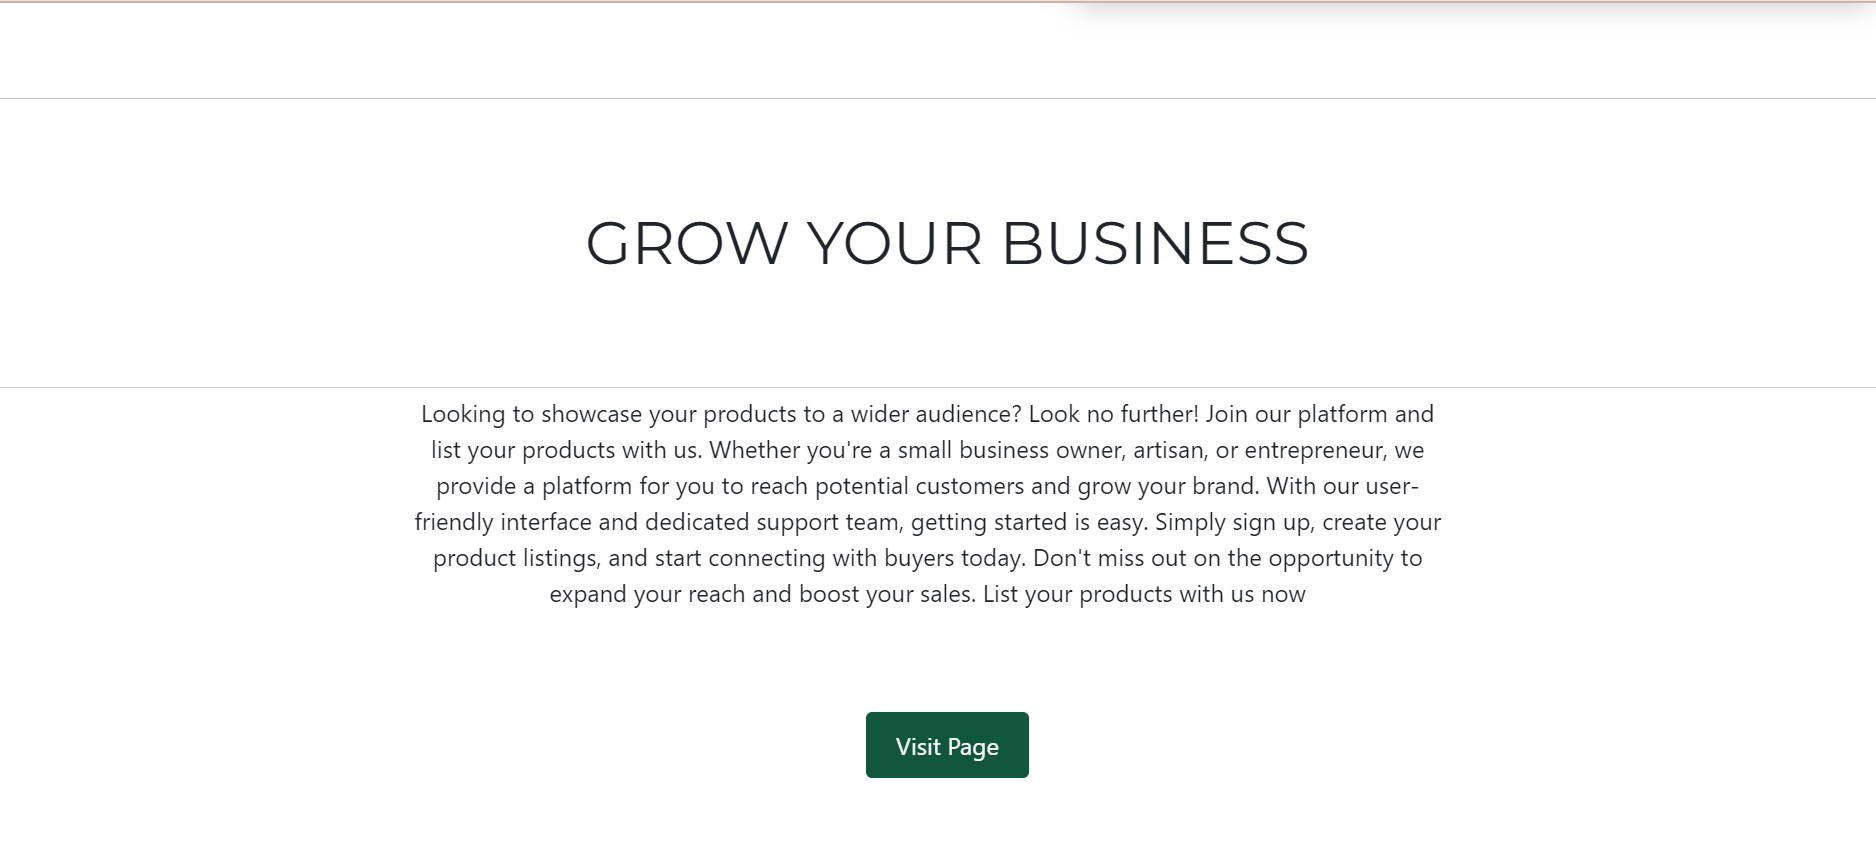 GROW YOUR BUSINESS
Looking to showcase your products to a wider audience? Look no further! Join our platform and
list your products with us. Whether you're a small business owner, artisan, or entrepreneur, we
provide a platform for you to reach potential customers and grow your brand. With our user-
friendly interface and dedicated support team, getting started is easy. Simply sign up, create your
product listings, and start connecting with buyers today. Don't miss out on the opportunity to
expand your reach and boost your sales. List your products with us now
Visit Page